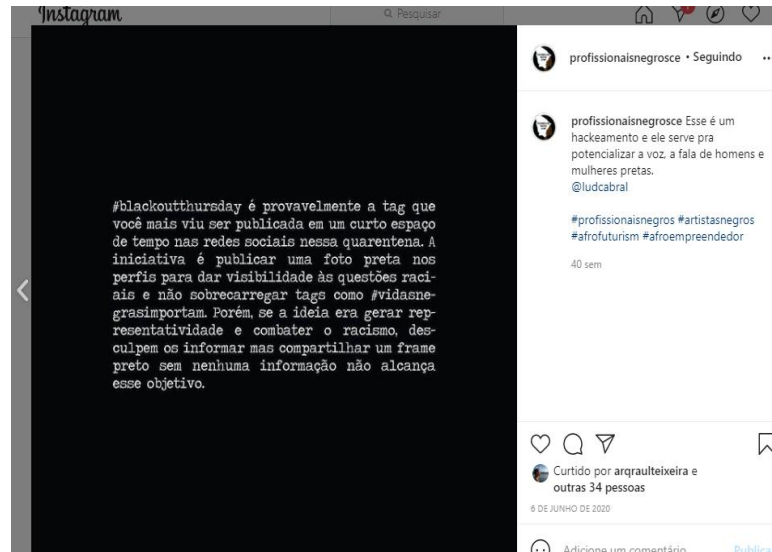 Instagram
Pesquisar
#blackoutthursday é provavelmente a tag que
você mais viu ser publicada em um curto espaço
de tempo nas redes sociais nessa quarentena. A
iniciativa é publicar uma foto preta nos
perfis para dar visibilidade às questões raci-
ais e não sobrecarregar tags como #vidasne-
grasimportam. Porém, se a ideia era gerar rep-
resentatividade e combater o racismo, des-
culpem os informar mas compartilhar um frame
preto sem nenhuma informação não alcança
esse objetivo.
profissionaisnegrosce • Seguindo
profissionaisnegrosce Esse é um
hackeamento e ele serve pra
potencializar a voz, a fala de homens e
mulheres pretas.
@ludcabral
#profissionaisnegros #artistasnegros
#afrofuturism #afroempreendedor
40 sem
Curtido por arqraulteixeira e
outras 34 pessoas
6 DE JUNHO DE 2020
Adicione um comentário
Publica